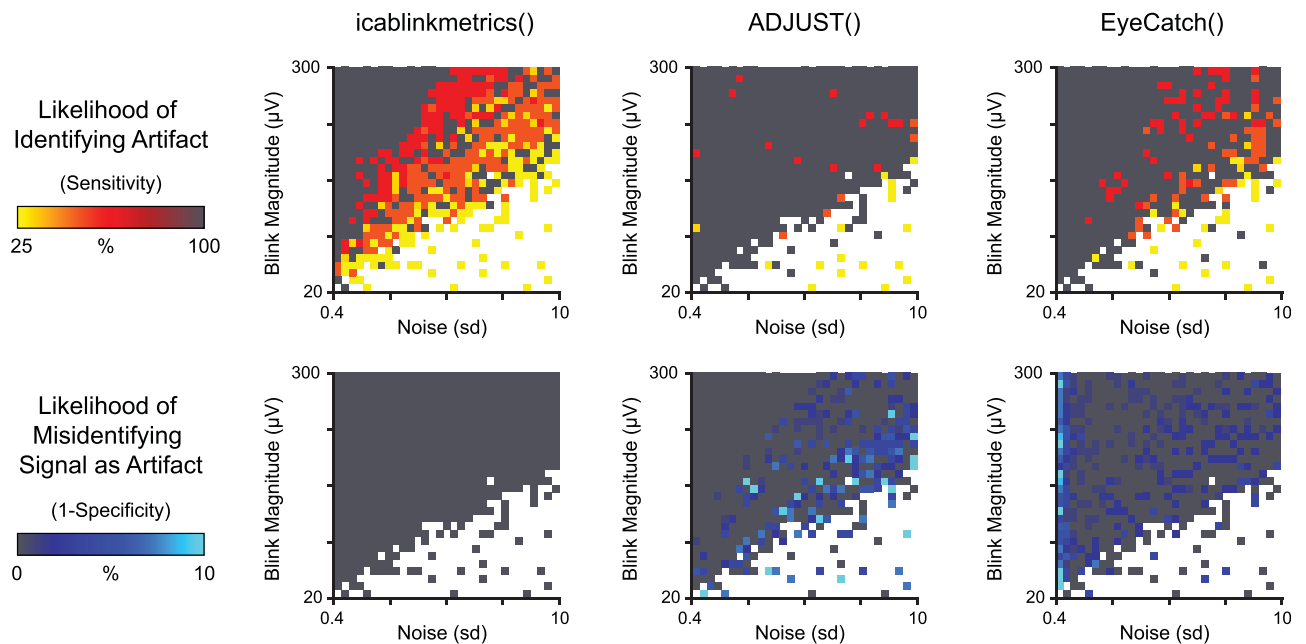 icablinkmetrics()
ADJUST()
EyeCatch()
Likelihood of
Identifying Artifact
(Sensitivity)
25
%
100
300
Blink Magnitude (µV)
20
0.4
Noise (sd)
10
300
Blink Magnitude (µV)
20
0.4
Noise (sd)
10
300
Blink Magnitude (µV)
20
0.4
Noise (sd)
10
Likelihood of
Misidentifying
Signal as Artifact
(1-Specificity)
0
%
10
300
Blink Magnitude (µV)
20
0.4
Noise (sd)
10
300
Blink Magnitude (µV)
20
0.4
Noise (sd)
10
300
Blink Magnitude (µV)
20
0.4
Noise (sd)
10